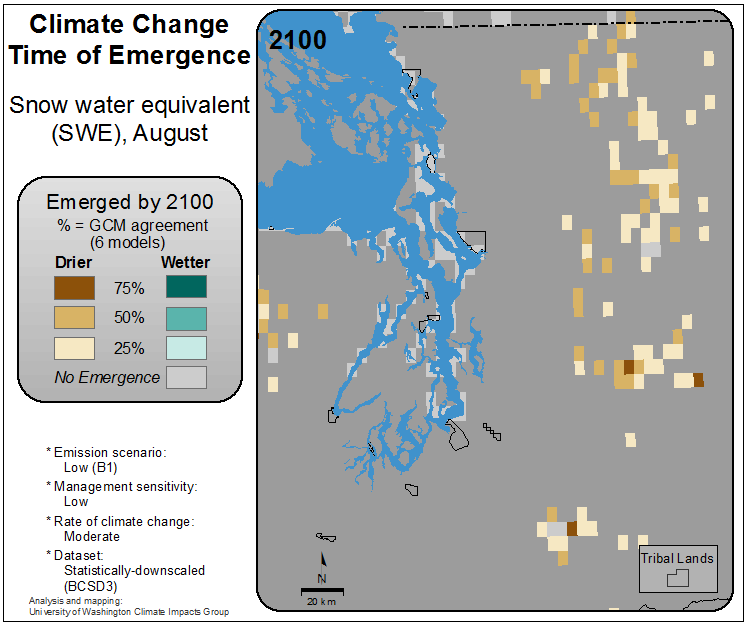 Climate Change
Time of Emergence
Snow water equivalent
(SWE), August
Emerged by 2100
% = GCM agreement
(6 models)
Drier Wetter
75%
50%
25%
No Emergence
* Emission scenario:
Low (B1)
* Management sensitivity:
Low
* Rate of climate change:
Moderate
* Dataset:
Statistically-downscaled
(BCSD3)
Analysis and mapping:
University of Washington Climate Impacts Group
2100
N
20 km
Tribal Lands